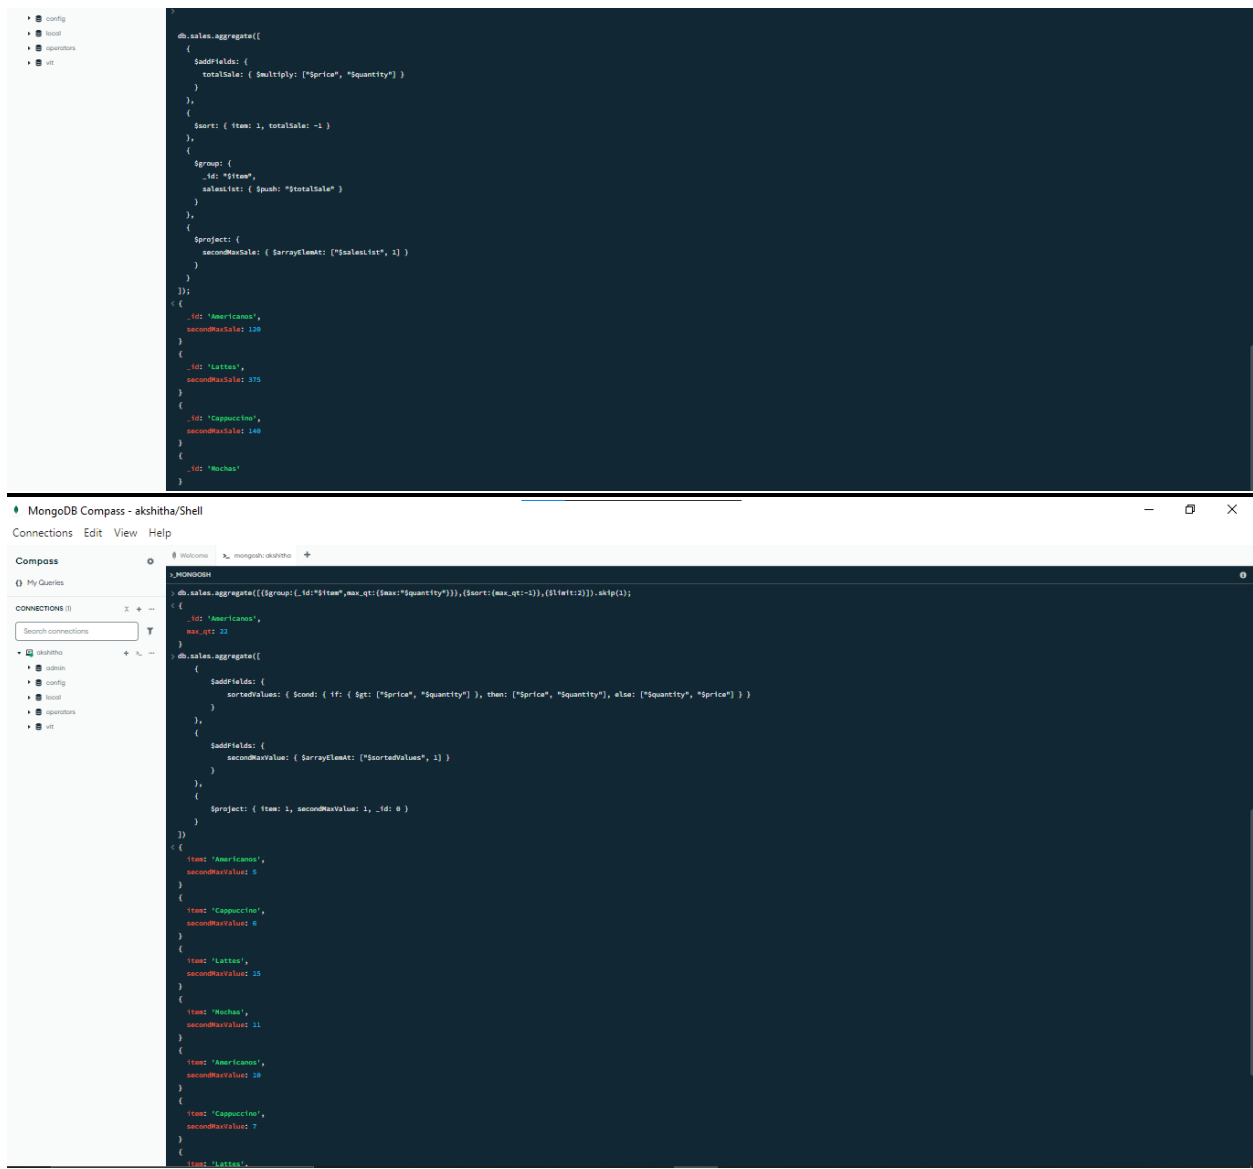 config
local
operators
vit
>
db.sales.aggregate([
{
$addFields: {
totalSale: { $multiply: ["$price", "$quantity"] }
}
},
{
$sort: { item: 1, totalSale: -1 }
},
{
$group: {
_id: "$item",
salesList: { $push: "$totalSale" }
}
},
{
$project: {
secondMaxSale: { $arrayElemAt: ["$salesList", 1] }
}
}
]);
< {
_id: 'Americanos',
secondMaxSale: 120
}
{
_id: 'Lattes',
secondMaxSale: 375
}
{
_id: 'Cappuccino',
secondMaxSale: 140
}
{
_id: 'Mochas'
}
MongoDB Compass - akshitha/Shell
Connections Edit View Help
Compass
{} My Queries
CONNECTIONS (1)
Search connections
akshitha
admin
config
local
operators
vit
Welcome
>_ mongosh: akshitha +
>_MONGOSH
> db.sales.aggregate([{$group:{_id:"$item",max_qt:{$max:"$quantity"}}},{$sort:{max_qt:-1}},{$limit:2}]).skip(1);
< {
_id: 'Americanos',
max_qt: 22
}
> db.sales.aggregate([
{
$addFields: {
sortedValues: { $cond: { if: { $gt: ["$price", "$quantity"] }, then: ["$price", "$quantity"], else: ["$quantity", "$price"] } }
}
},
{
$addFields: {
secondMaxValue: { $arrayElemAt: ["$sortedValues", 1] }
}
},
{
$project: { item: 1, secondMaxValue: 1, _id: 0 }
}
])
< {
item: 'Americanos',
secondMaxValue: 5
}
{
item: 'Cappuccino',
secondMaxValue: 6
}
{
item: 'Lattes',
secondMaxValue: 15
}
{
item: 'Mochas',
secondMaxValue: 11
}
{
item: 'Americanos',
secondMaxValue: 10
}
{
item: 'Cappuccino',
secondMaxValue: 7
}
{
item: 'Lattes',